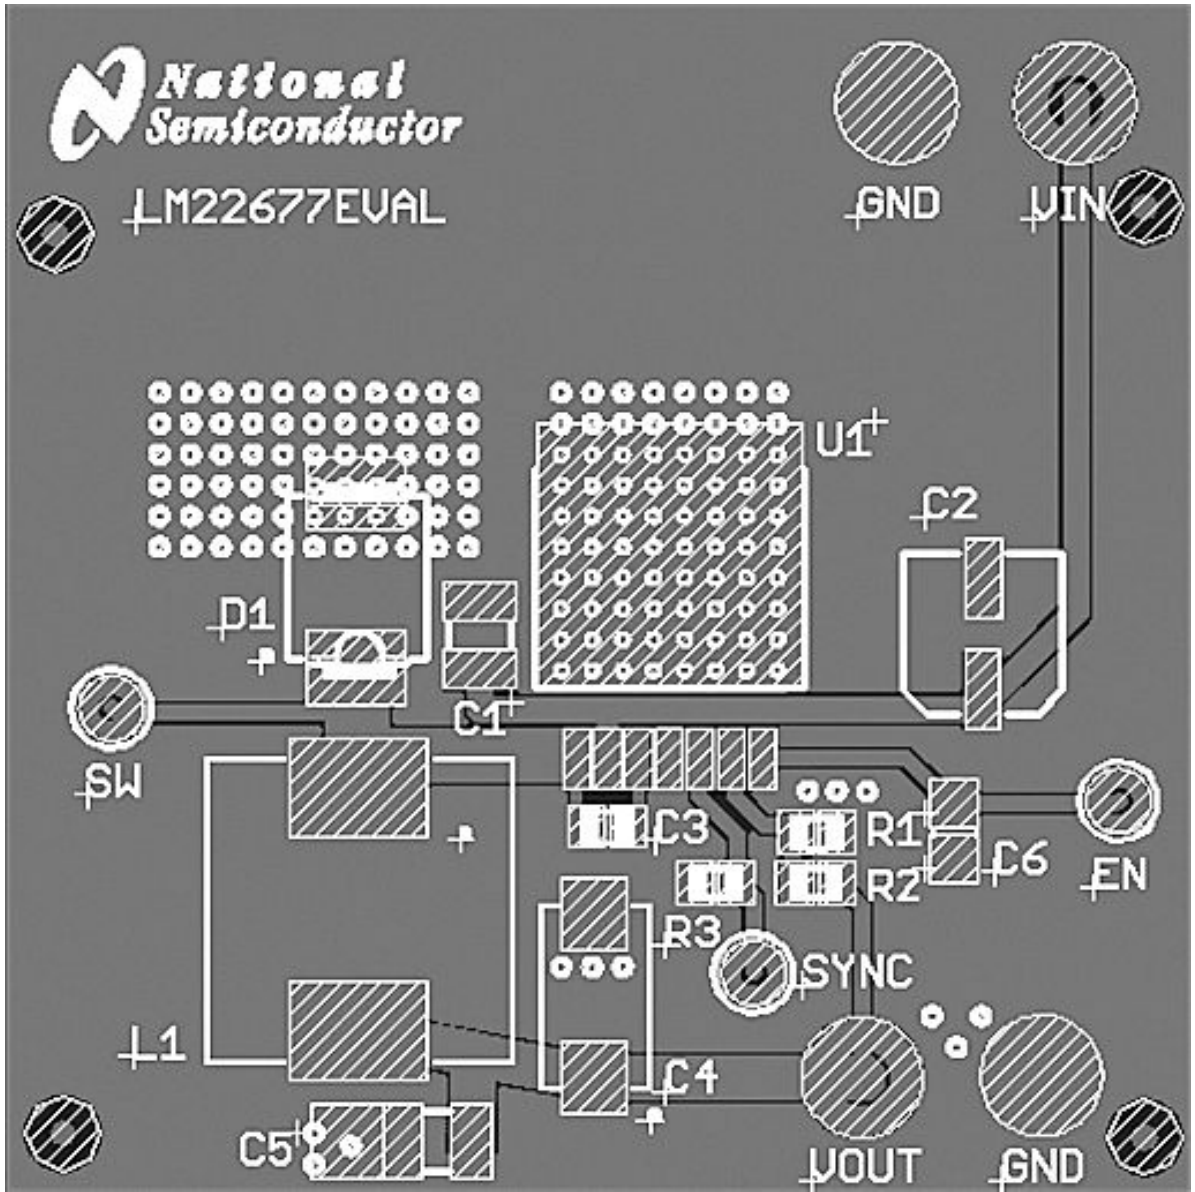 National
Semiconductor
LM22677EVAL
GND
VIN
U1
C2
D1
C1
SW
C3
R1
C6
EN
R2
R3
SYNC
L1
C4
C5
VOUT
GND